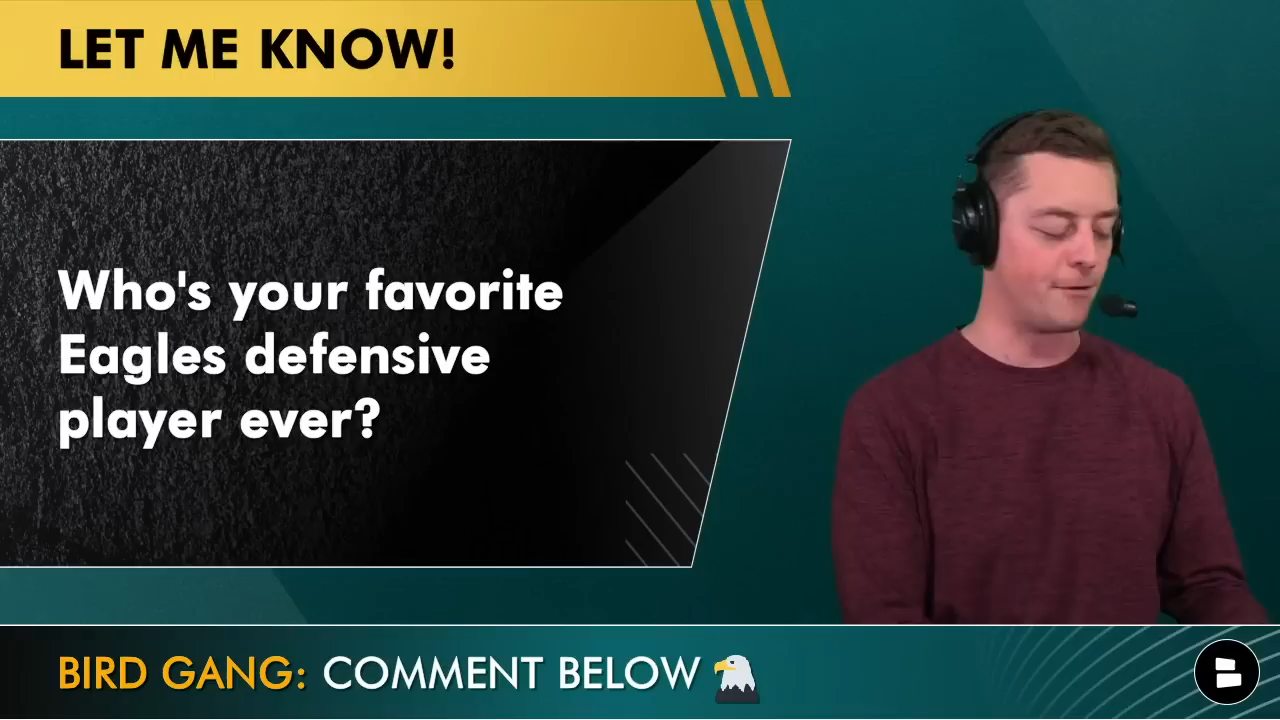 LET ME KNOW!
Who's your favorite
Eagles defensive
player ever?
BIRD GANG: COMMENT BELOW